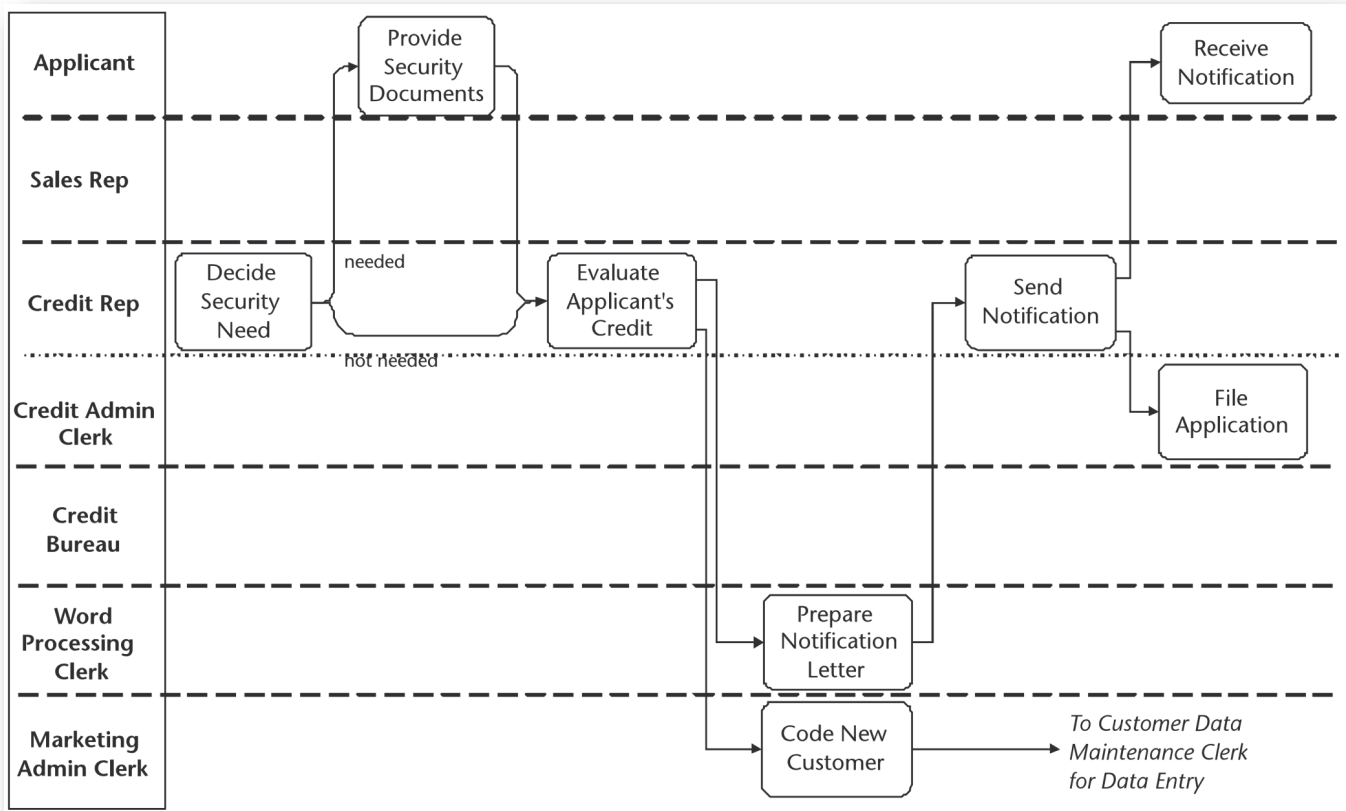 Applicant
Provide
Security
Documents
Receive
Notification
Sales Rep
Credit Rep
Decide
Security
Need
needed
not needed
Evaluate
Applicant's
Credit
Send
Notification
Credit Admin
Clerk
File
Application
Credit
Bureau
Word
Processing
Clerk
Prepare
Notification
Letter
Marketing
Admin Clerk
Code New
Customer
To Customer Data
Maintenance Clerk
for Data Entry